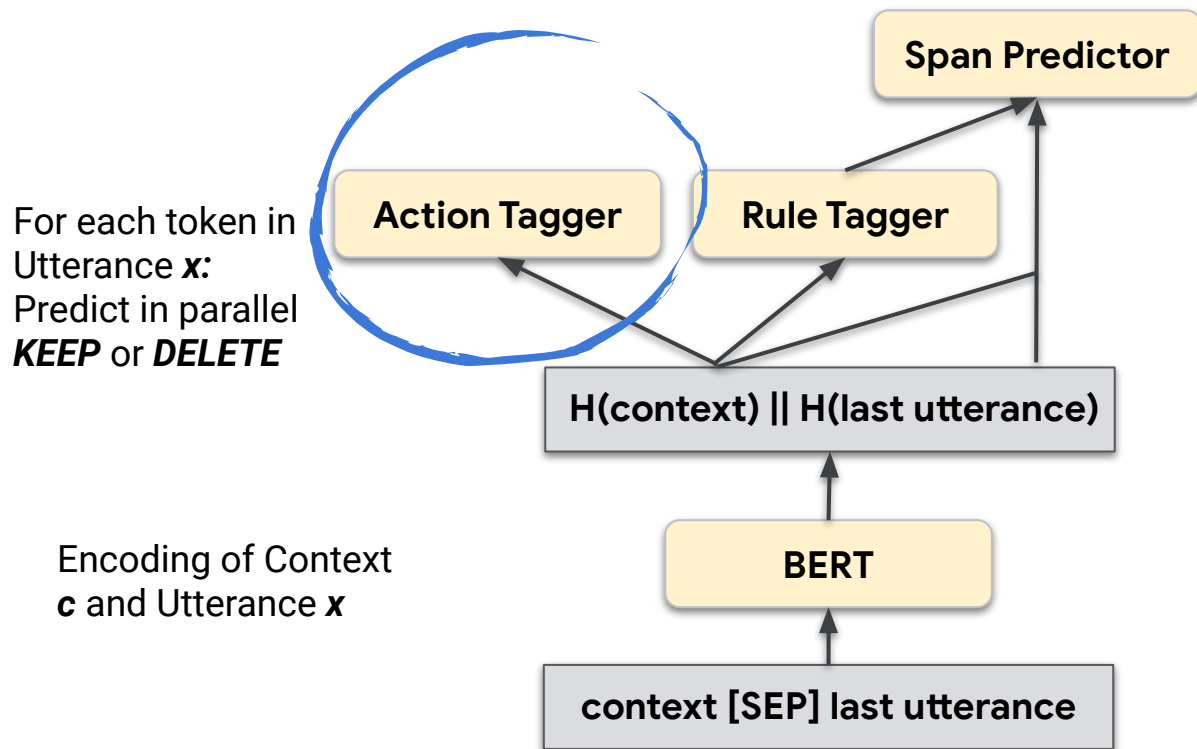 Span Predictor
Action Tagger
Rule Tagger
For each token in
Utterance x:
Predict in parallel
KEEP or DELETE
H(context) || H(last utterance)
Encoding of Context
c and Utterance x
BERT
context [SEP] last utterance